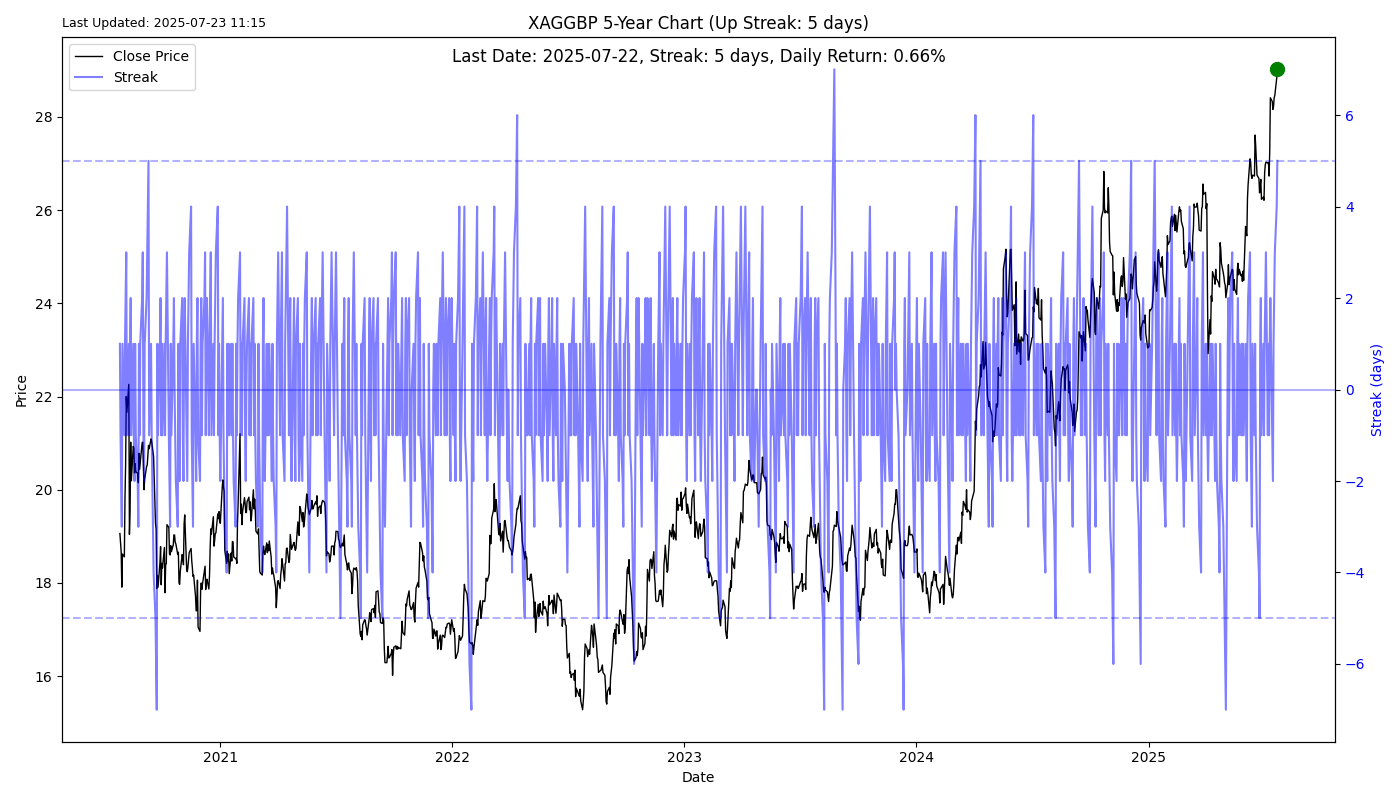 Last Updated: 2025-07-23 11:15
XAGGBP 5-Year Chart (Up Streak: 5 days)
Last Date: 2025-07-22, Streak: 5 days, Daily Return: 0.66%
Close Price
Streak
Price
28
26
24
22
20
18
16
6
4
2
0
−2
−4
−6
Streak (days)
2021
2022
2023
2024
2025
Date